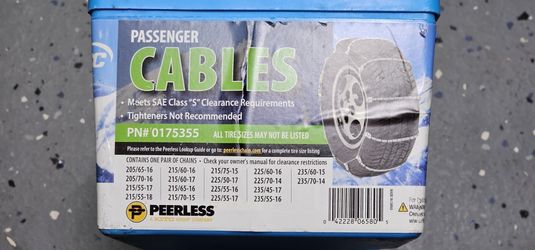 PASSENGER
CABLES
• Meets SAE Class "S" Clearance Requirements
• Tighteners Not Recommended
PN# 0175355 ALL TIRE SIZES MAY NOT BE LISTED
Please refer to the Peerless Lookup Guide or go to: peerlesschain.com for a complete tire size listing
CONTAINS ONE PAIR OF CHAINS • Check your owner's manual for clearance restrictions
205/65-16 215/60-16 215/75-15 225/60-16 235/60-15
205/70-16 215/60-17 225/50-17 225/70-14 235/70-14
215/55-17 215/65-16 225/55-16 235/45-17
215/55-18 215/70-15 225/55-17 235/55-16
PEERLESS
0 42228 06580 5